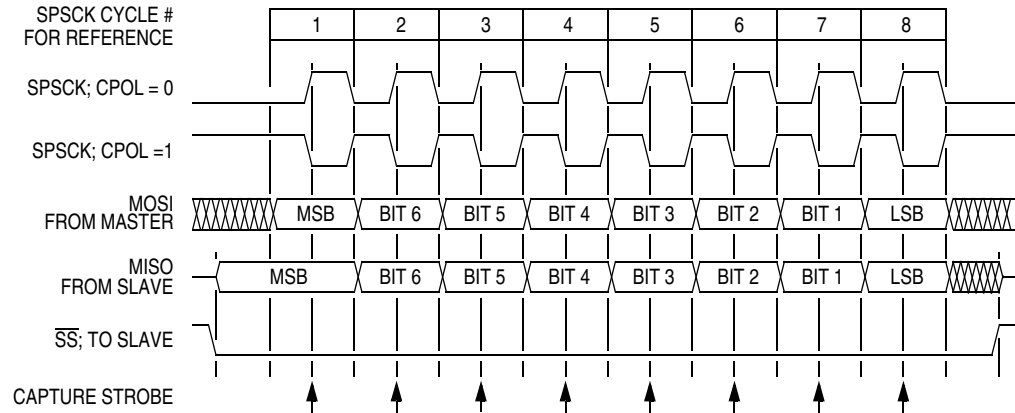 SPSCK CYCLE #
FOR REFERENCE
1 2 3 4 5 6 7 8
SPSCK; CPOL = 0
SPSCK; CPOL =1
MOSI
FROM MASTER
MSB BIT 6 BIT 5 BIT 4 BIT 3 BIT 2 BIT 1 LSB
MISO
FROM SLAVE
MSB BIT 6 BIT 5 BIT 4 BIT 3 BIT 2 BIT 1 LSB
SS; TO SLAVE
CAPTURE STROBE